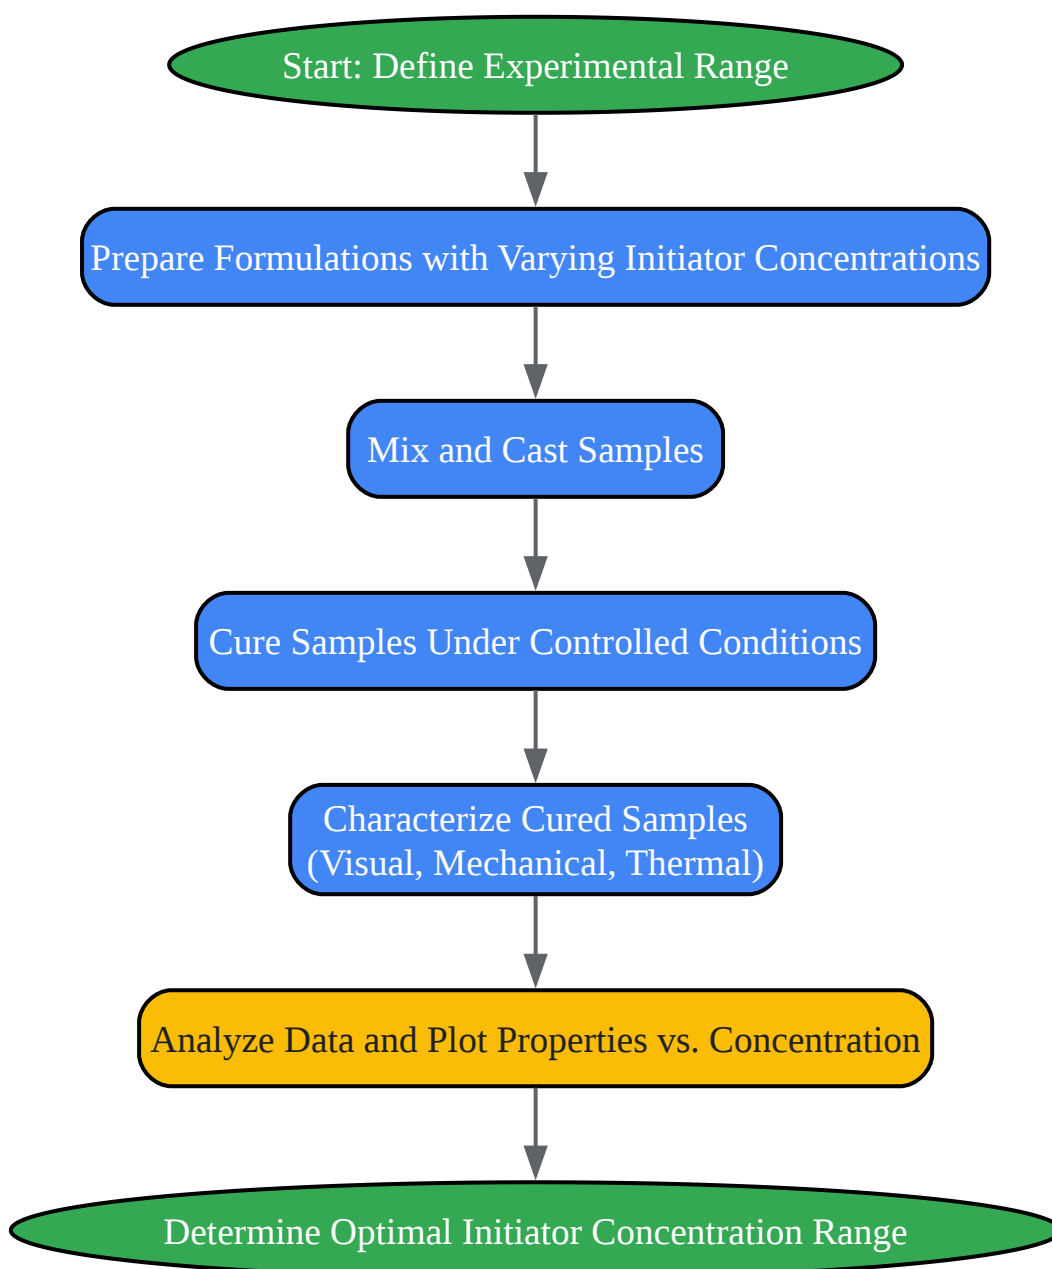 Start: Define Experimental Range
Prepare Formulations with Varying Initiator Concentrations
Mix and Cast Samples
Cure Samples Under Controlled Conditions
Characterize Cured Samples
(Visual, Mechanical, Thermal)
Analyze Data and Plot Properties vs. Concentration
Determine Optimal Initiator Concentration Range